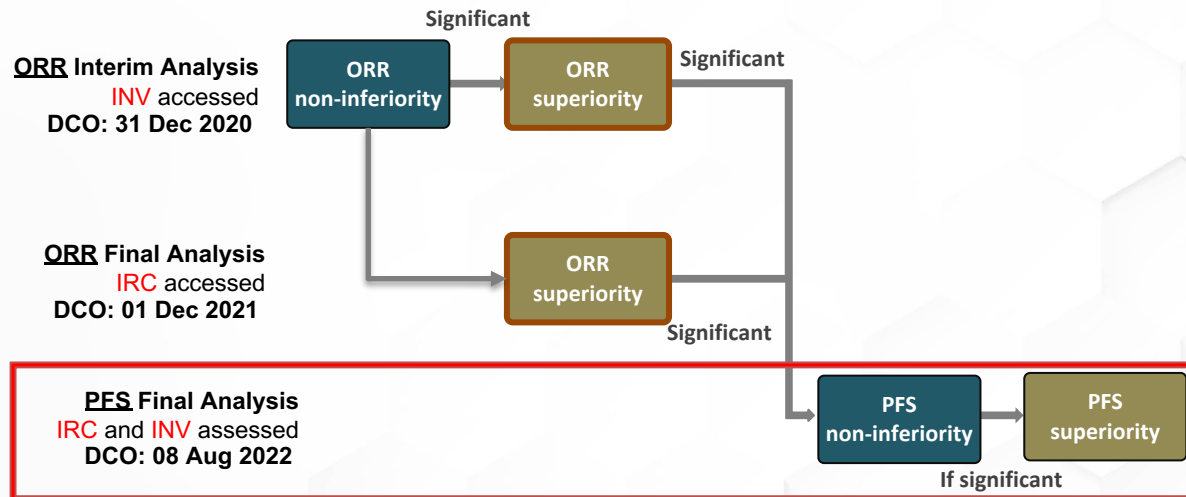 Significant
ORR Interim Analysis
INV accessed
DCO: 31 Dec 2020
ORR
non-inferiority
ORR
superiority
Significant
ORR Final Analysis
IRC accessed
DCO: 01 Dec 2021
ORR
superiority
Significant
PFS Final Analysis
IRC and INV assessed
DCO: 08 Aug 2022
PFS
non-inferiority
PFS
superiority
If significant